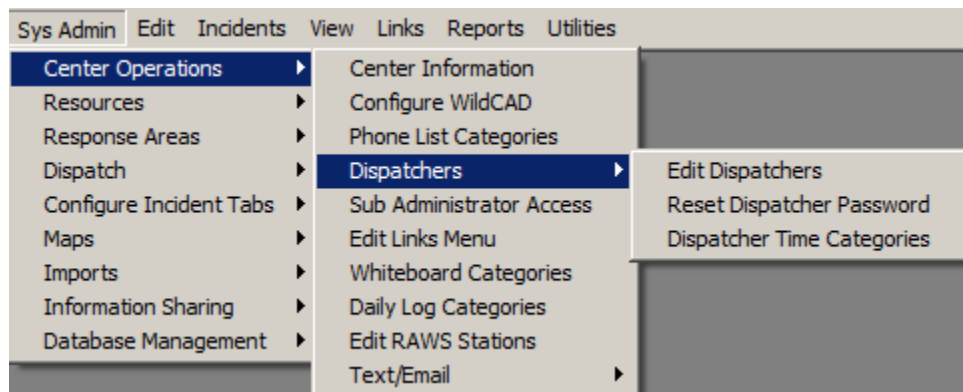 Sys Admin Edit Incidents View Links Reports Utilities
Center Operations
Resources
Response Areas
Dispatch
Configure Incident Tabs
Maps
Imports
Information Sharing
Database Management
Center Information
Configure WildCAD
Phone List Categories
Dispatchers
Sub Administrator Access
Edit Links Menu
Whiteboard Categories
Daily Log Categories
Edit RAWS Stations
Text/Email
Edit Dispatchers
Reset Dispatcher Password
Dispatcher Time Categories